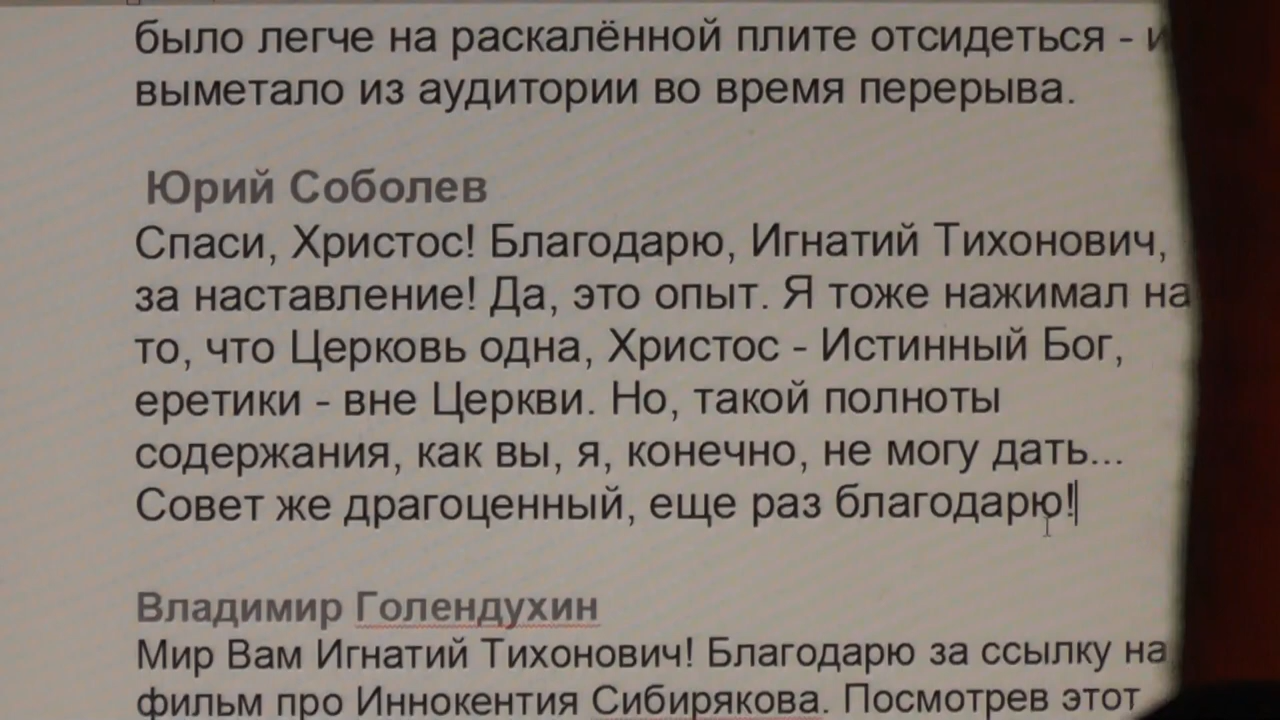 было легче на раскалённой плите отсидеться - и
выметало из аудитории во время перерыва.
Юрий Соболев
Спаси, Христос! Благодарю, Игнатий Тихонович,
за наставление! Да, это опыт. Я тоже нажимал на
то, что Церковь одна, Христос - Истинный Бог,
еретики - вне Церкви. Но, такой полноты
содержания, как вы, я, конечно, не могу дать...
Совет же драгоценный, еще раз благодарю!
Владимир Голендухин
Мир Вам Игнатий Тихонович! Благодарю за ссылку на
фильм про Иннокентия Сибирякова. Посмотрев этот